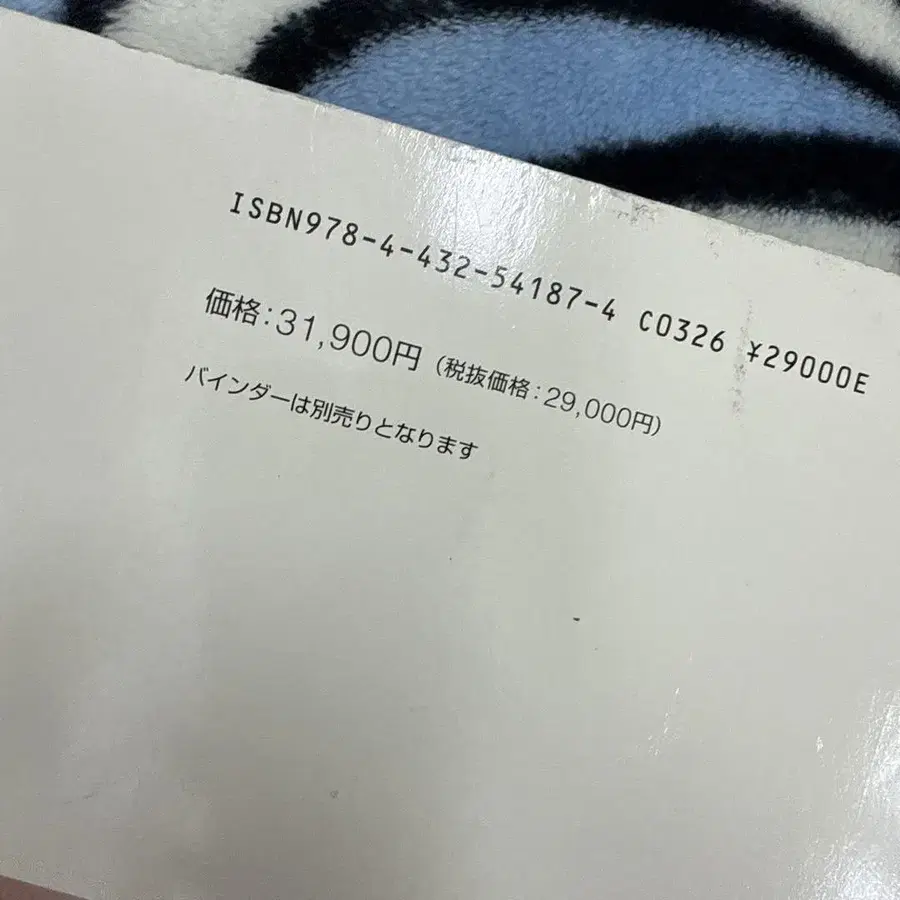 ISBN978-4-432-54187-4 C0326 ¥29000E
価格：31,900円（税抜価格：29,000円）
バインダーは別売りとなります